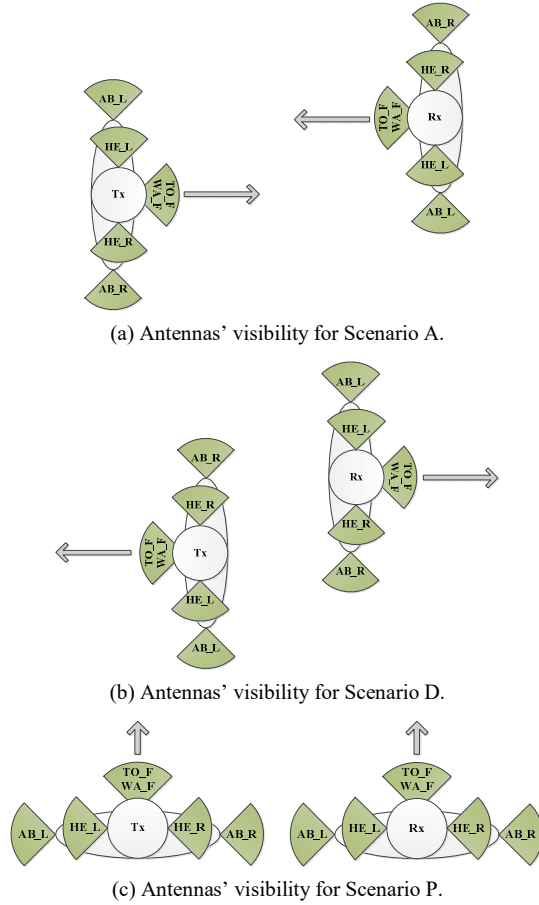 AB_R
HE_R
TO_F
WA_F
Rx
HE_L
AB_L
AB_L
HE_L
Tx
TO_F
WA_F
HE_R
AB_R
(a) Antennas’ visibility for Scenario A.
AB_L
HE_L
Rx
TO_F
WA_F
HE_R
AB_R
AB_R
HE_R
TO_F
WA_F
Tx
HE_L
AB_L
(b) Antennas’ visibility for Scenario D.
TO_F
WA_F
AB_L
HE_L
Tx
HE_R
AB_R
TO_F
WA_F
AB_L
HE_L
Rx
HE_R
AB_R
(c) Antennas’ visibility for Scenario P.